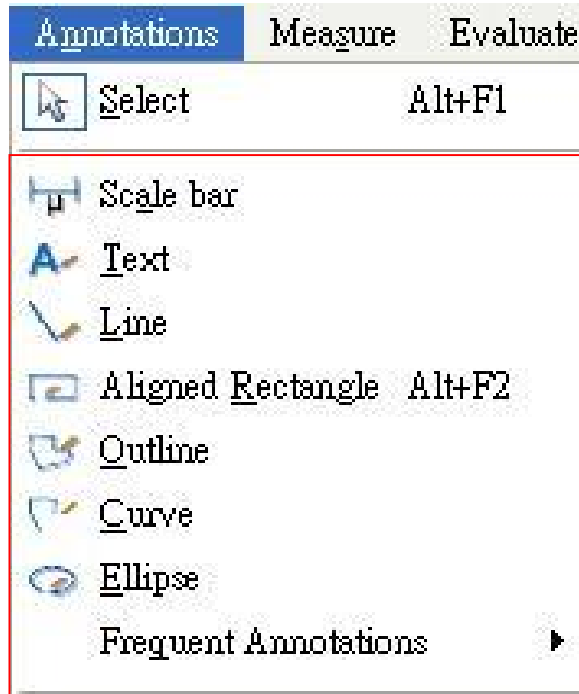 Annotations Measure Evaluate
Select Alt+F1
µ Scale bar
A Text
Line
Aligned Rectangle Alt+F2
Outline
Curve
Ellipse
Frequent Annotations